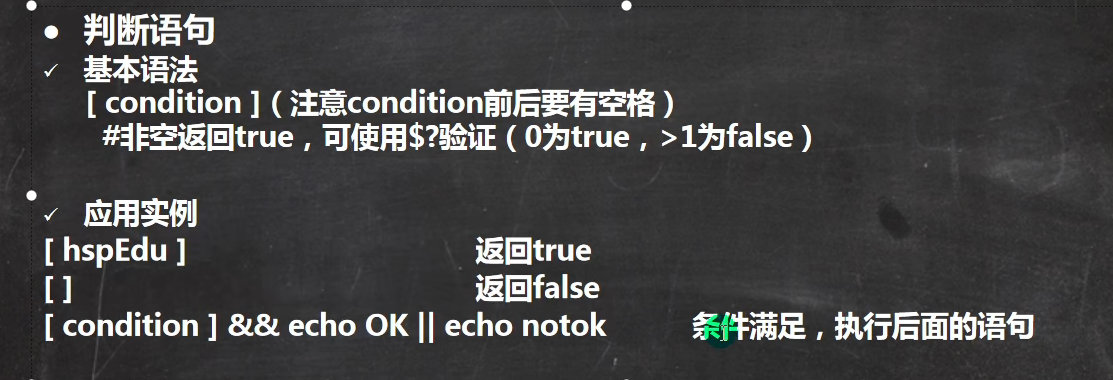 ● 判断语句
✓ 基本语法
[ condition ]（注意condition前后要有空格）
#非空返回true，可使用$?验证（0为true，>1为false）
✓ 应用实例
[ hspEdu ] 返回true
[ ] 返回false
[ condition ] && echo OK || echo notok 条件满足，执行后面的语句